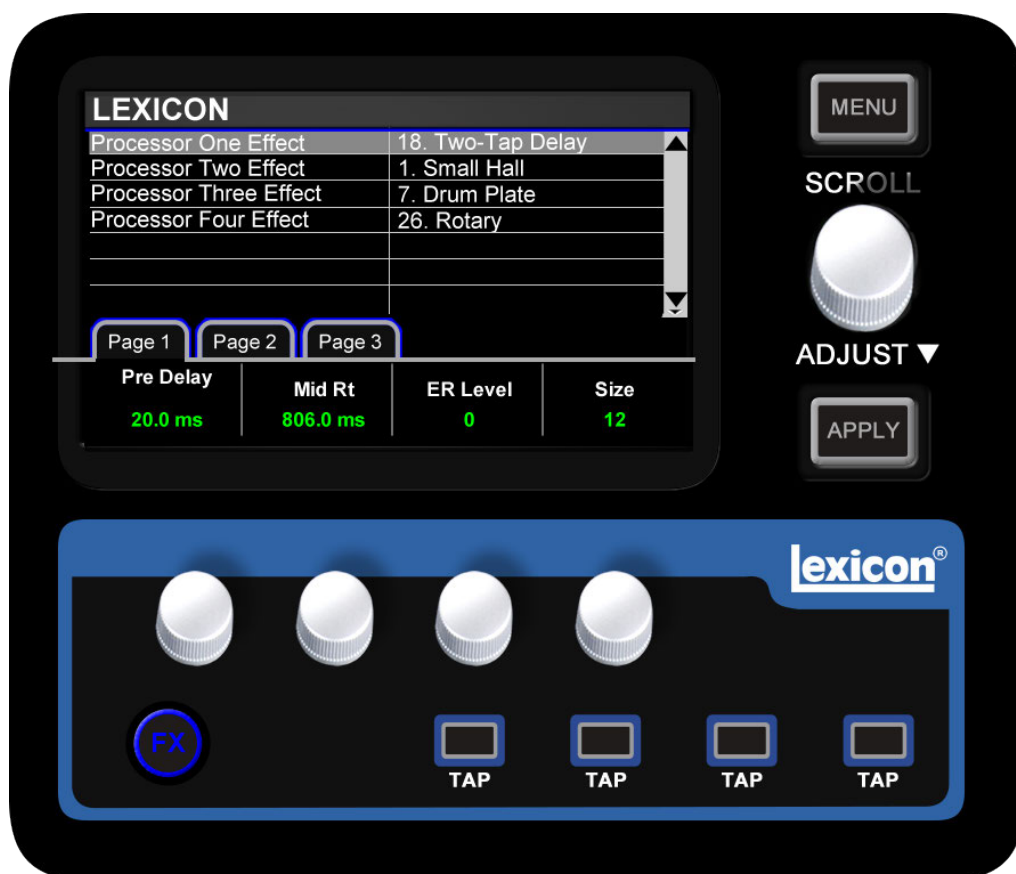 LEXICON
Processor One Effect 18. Two-Tap Delay
Processor Two Effect 1. Small Hall
Processor Three Effect 7. Drum Plate
Processor Four Effect 26. Rotary
Page 1 Page 2 Page 3
Pre Delay Mid Rt ER Level Size
20.0 ms 806.0 ms 0 12
MENU
SCROLL
ADJUST ▼
APPLY
lexicon®
FX
TAP TAP TAP TAP